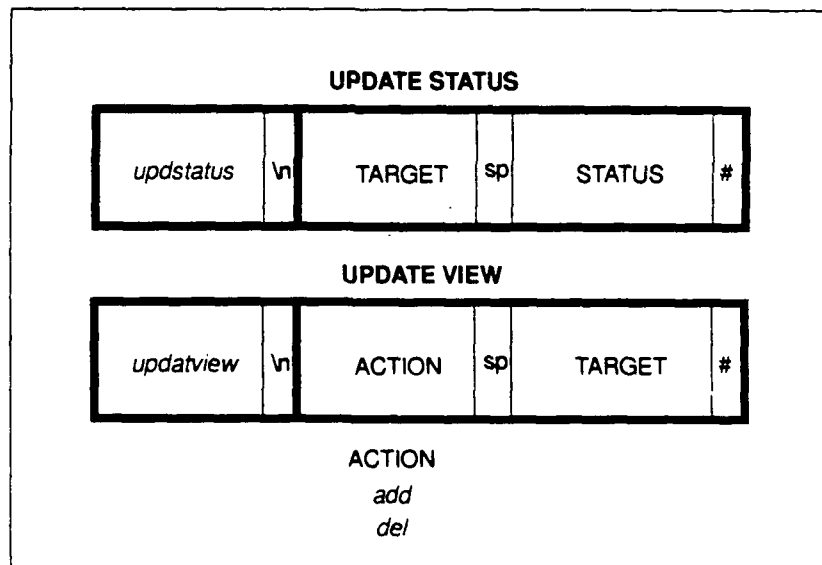 UPDATE STATUS
updstatus \n TARGET sp STATUS #
UPDATE VIEW
updatview \n ACTION sp TARGET #
ACTION
add
del